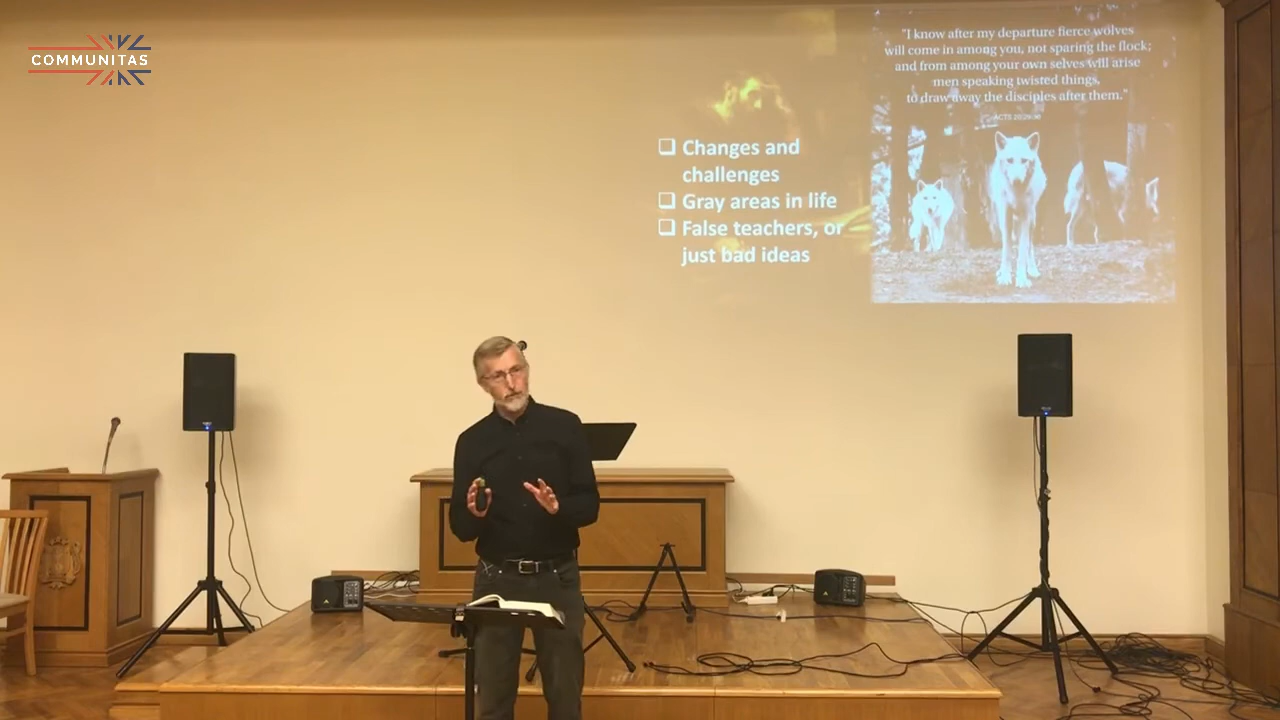 COMMUNITAS
"I know after my departure fierce wolves
will come in among you, not sparing the flock;
and from among your own selves will arise
men speaking twisted things,
to draw away the disciples after them."
❑ Changes and
challenges
❑ Gray areas in life
❑ False teachers, or
just bad ideas